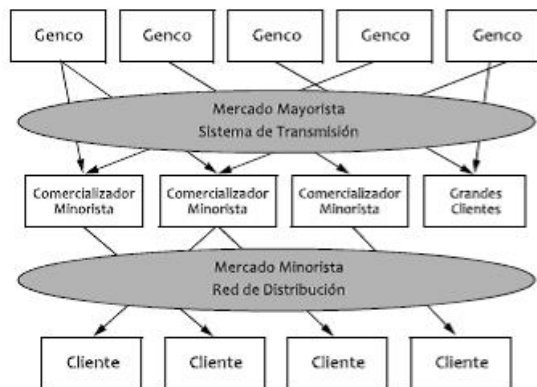 Genco Genco Genco Genco Genco
Mercado Mayorista
Sistema de Transmisión
Comercializador Comercializador Comercializador Grandes
Minorista Minorista Minorista Clientes
Mercado Minorista
Red de Distribución
Cliente Cliente Cliente Cliente